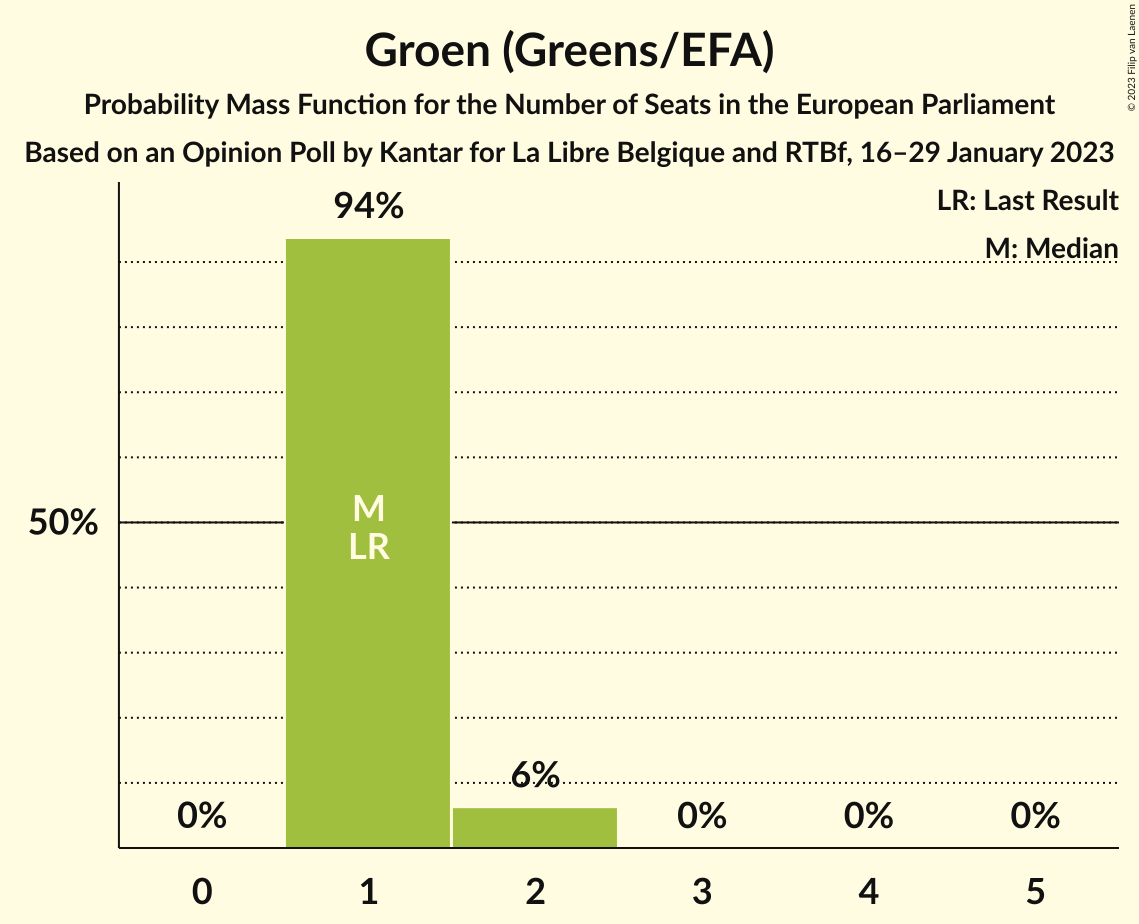 Groen (Greens/EFA)
Probability Mass Function for the Number of Seats in the European Parliament
Based on an Opinion Poll by Kantar for La Libre Belgique and RTBf, 16–29 January 2023
© 2023 Filip van Laenen
LR: Last Result
M: Median
94%
50%
M
LR
6%
0%
0%
0%
0%
0
1
2
3
4
5